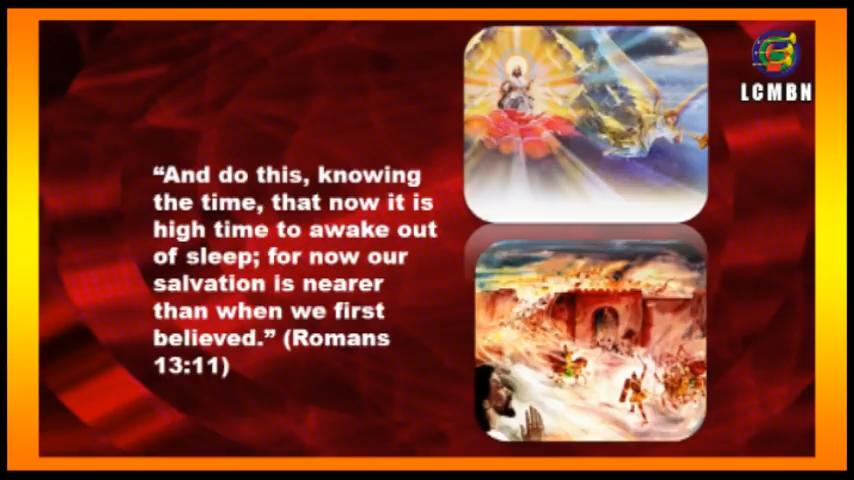 LCMBN
“And do this, knowing
the time, that now it is
high time to awake out
of sleep; for now our
salvation is nearer
than when we first
believed.” (Romans
13:11)